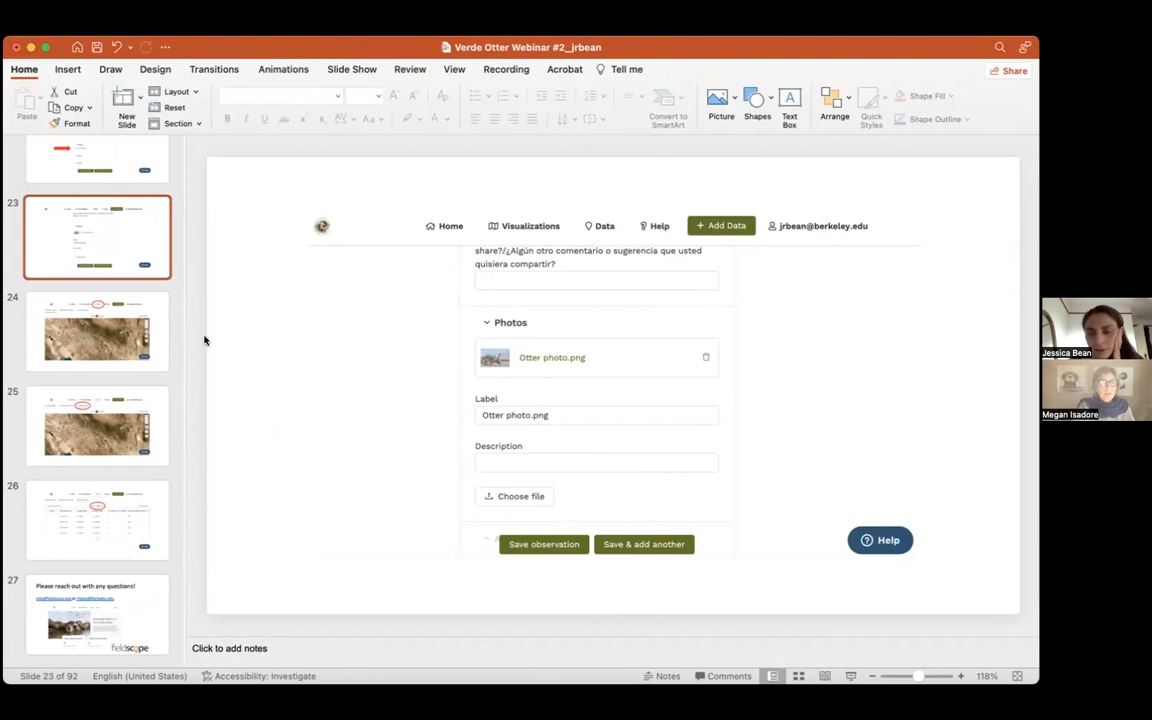 Verde Otter Webinar #2_jrbean
Home Insert Draw Design Transitions Animations Slide Show Review View Recording Acrobat Tell me
Share
Paste
Cut
Copy
Format
New Slide
Layout
Reset
Section
Convert to SmartArt
Picture
Shapes
Text Box
Arrange
Quick Styles
Shape Fill
Shape Outline
23
24
25
26
27
Please reach out with any questions!
fieldscope
Home Visualizations Data Help + Add Data jrbean@berkeley.edu
share?/¿Algún otro comentario o sugerencia que usted
quisiera compartir?
Photos
Otter photo.png
Label
Otter photo.png
Description
Choose file
Save observation Save & add another
Help
Jessica Bean
Megan Isadore
Click to add notes
Slide 23 of 92 English (United States) Accessibility: Investigate Notes Comments 118%